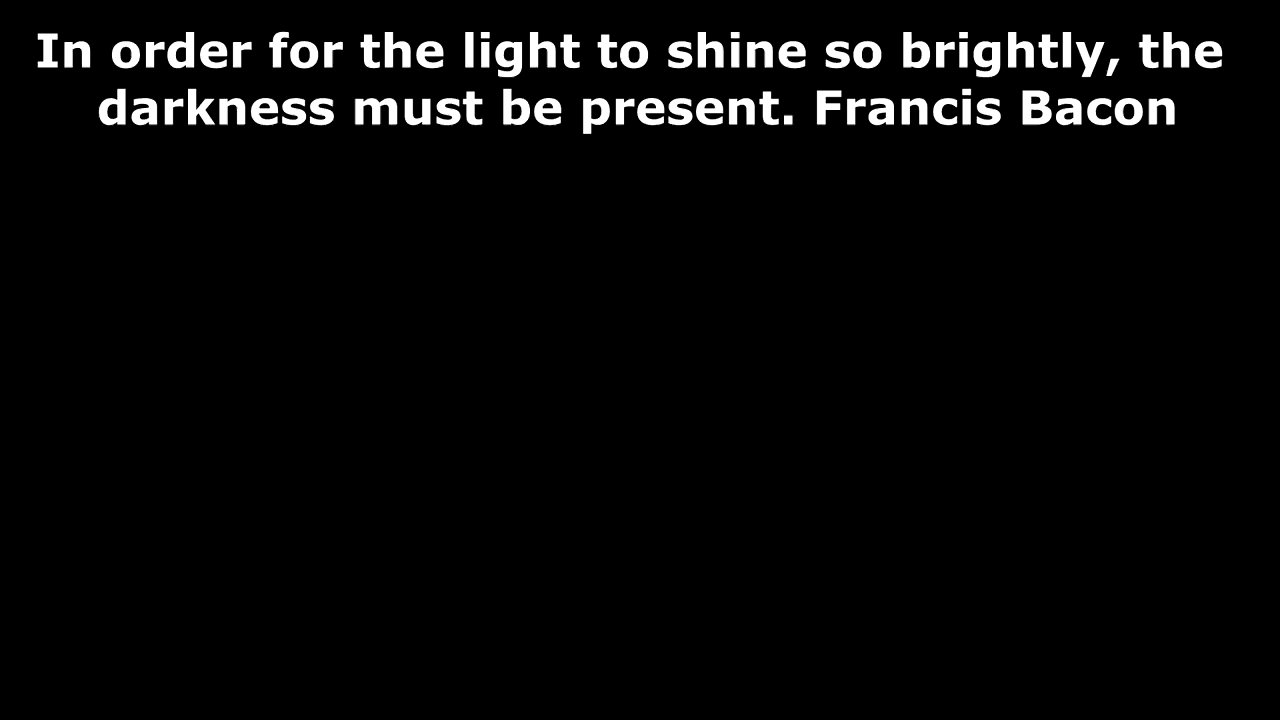 In order for the light to shine so brightly, the
darkness must be present. Francis Bacon